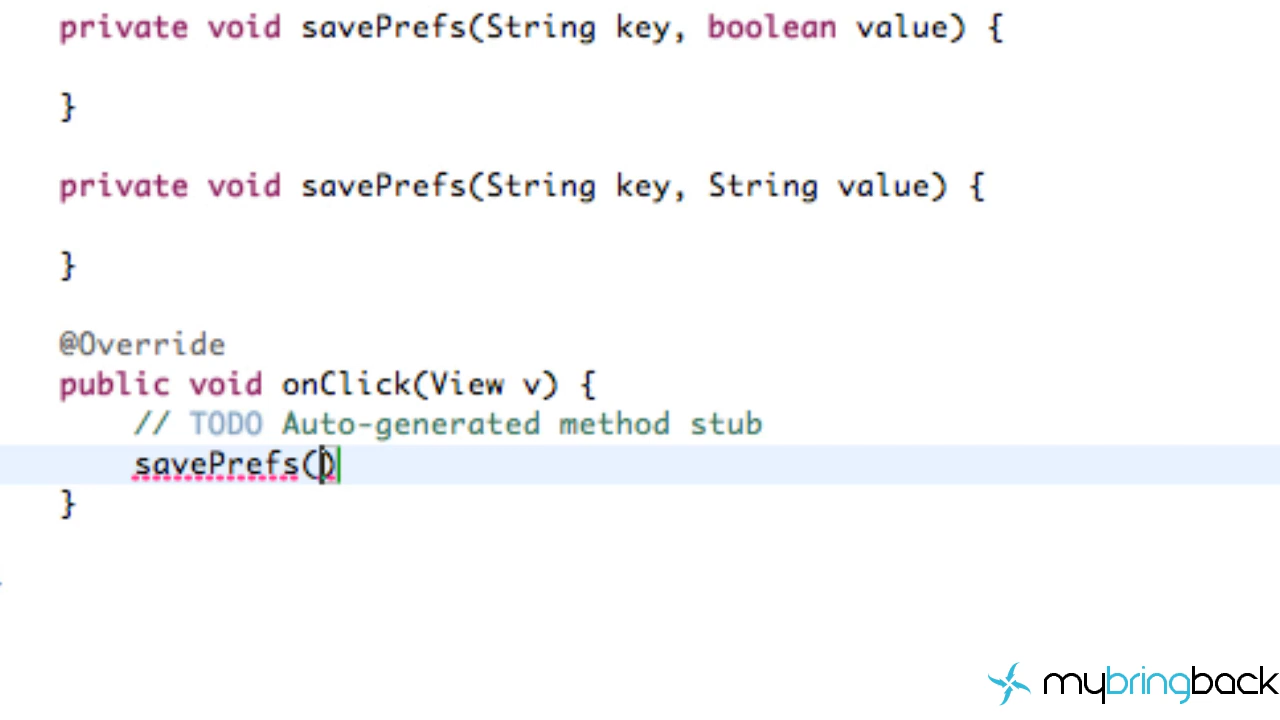 private void savePrefs(String key, boolean value) {
}
private void savePrefs(String key, String value) {
}
@Override
public void onClick(View v) {
// TODO Auto-generated method stub
savePrefs()
}
mybringback